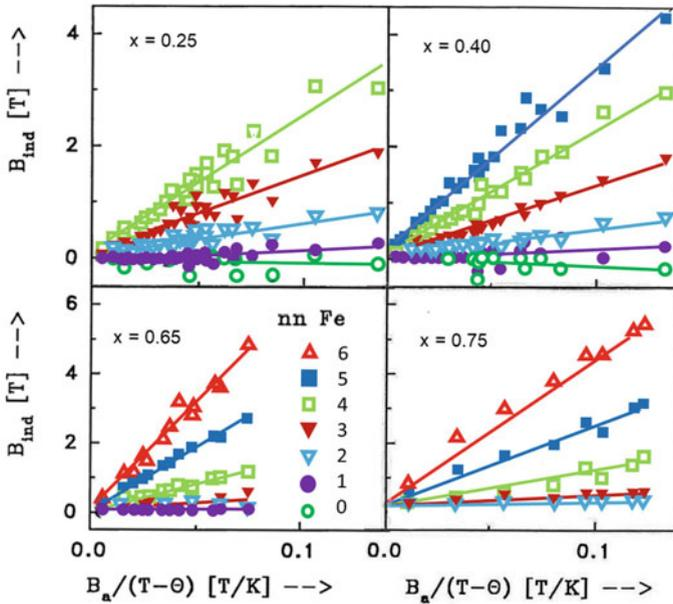 4
x = 0.25
x = 0.40
B_ind [T] —>
2
0
6
x = 0.65
nn Fe
x = 0.75
6
5
4
3
2
1
0
B_ind [T] —>
4
2
0
0.0 0.1 0.0 0.1
B_a/(T-Θ) [T/K] —> B_a/(T-Θ) [T/K] —>